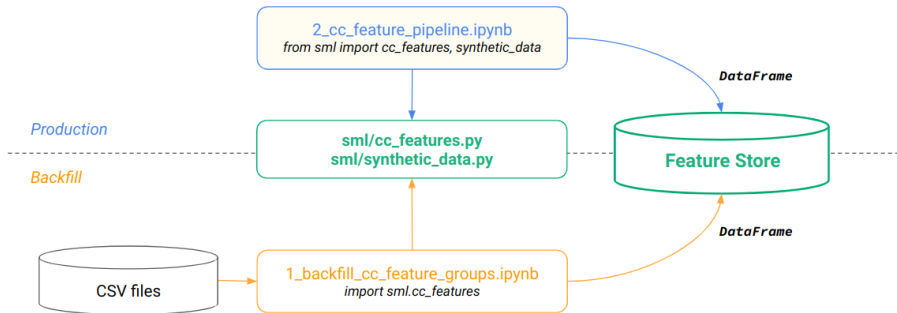 2_cc_feature_pipeline.ipynb
from sml import cc_features, synthetic_data
DataFrame
Production
sml/cc_features.py
sml/synthetic_data.py
Feature Store
Backfill
DataFrame
CSV files
1_backfill_cc_feature_groups.ipynb
import sml.cc_features